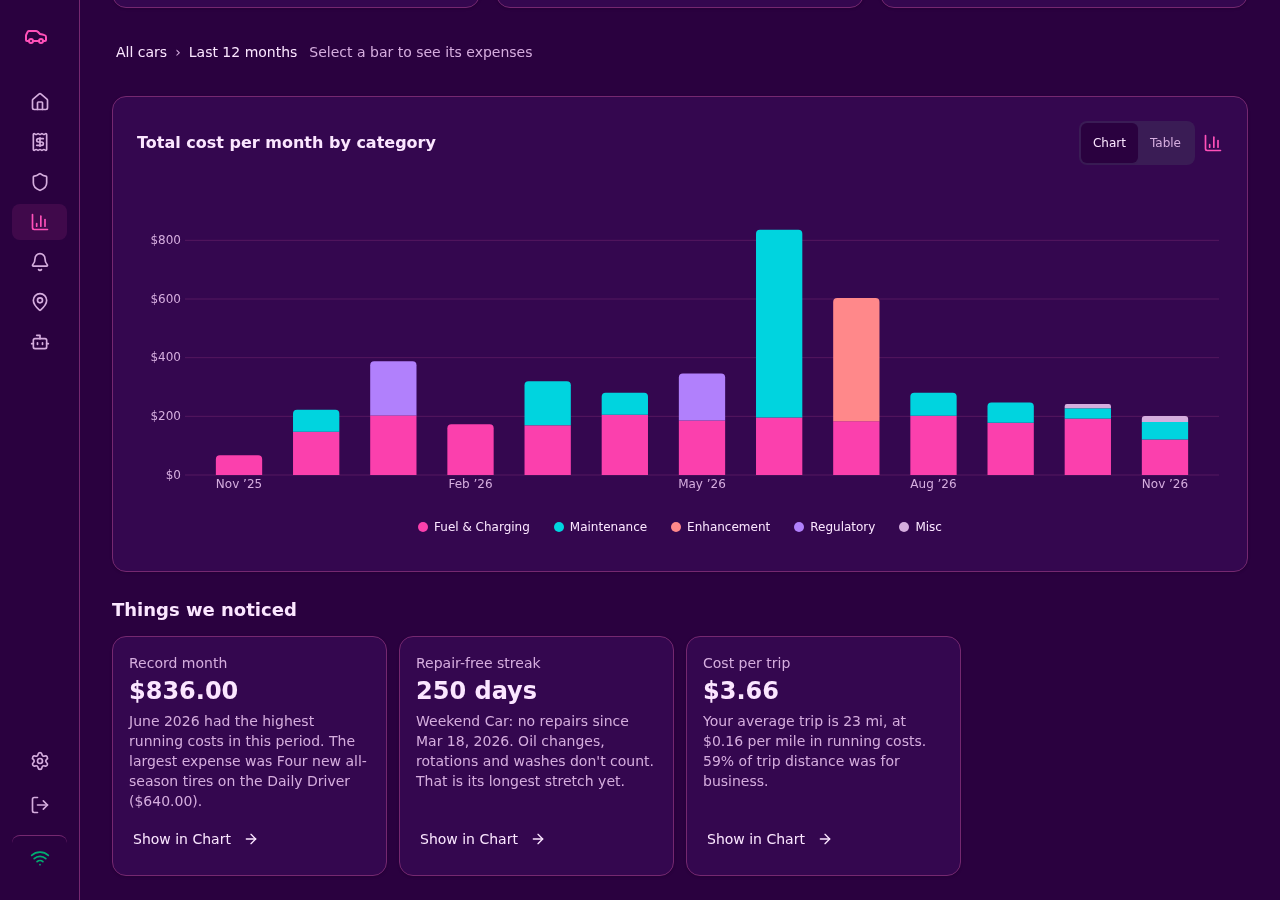 All cars › Last 12 months Select a bar to see its expenses
Total cost per month by category
Chart Table
$800
$600
$400
$200
$0
Nov ’25 Feb ’26 May ’26 Aug ’26 Nov ’26
Fuel & Charging Maintenance Enhancement Regulatory Misc
Things we noticed
Record month
$836.00
June 2026 had the highest
running costs in this period. The
largest expense was Four new all-
season tires on the Daily Driver
($640.00).
Show in Chart
Repair-free streak
250 days
Weekend Car: no repairs since
Mar 18, 2026. Oil changes,
rotations and washes don't count.
That is its longest stretch yet.
Show in Chart
Cost per trip
$3.66
Your average trip is 23 mi, at
$0.16 per mile in running costs.
59% of trip distance was for
business.
Show in Chart